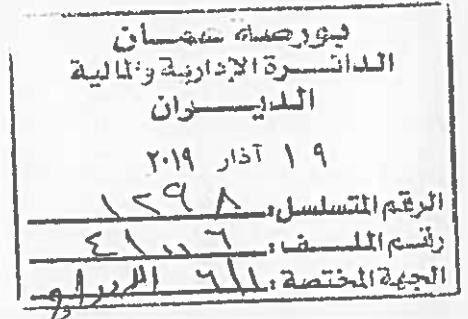 بورصة عمان
الدائرة الإدارية والمالية
الديوان
١٩ آذار ٢٠١٩
الرقم المتسلسل: ١٢٩٨
رقم الملف:
الجهة المختصة: